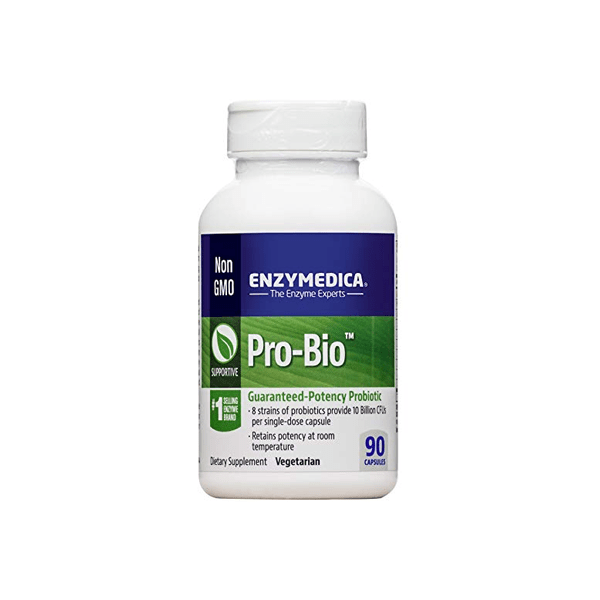 Non
GMO
ENZYMEDICA®
The Enzyme Experts
SUPPORTIVE
Pro-Bio™
#1 SELLING
ENZYME
BRAND
Guaranteed-Potency Probiotic
· 8 strains of probiotics provide 10 Billion CFUs
per single-dose capsule
· Retains potency at room
temperature
90
CAPSULES
Dietary Supplement Vegetarian